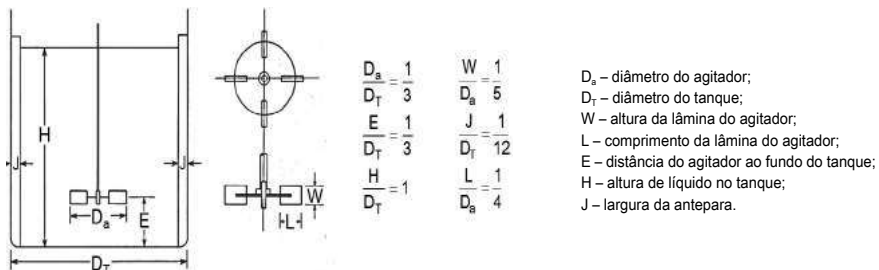 H
J
J
D_a
E
D_T
W
L
D_a/D_T = 1/3
W/D_a = 1/5
E/D_T = 1/3
J/D_T = 1/12
H/D_T = 1
L/D_a = 1/4
D_a – diâmetro do agitador;
D_T – diâmetro do tanque;
W – altura da lâmina do agitador;
L – comprimento da lâmina do agitador;
E – distância do agitador ao fundo do tanque;
H – altura de líquido no tanque;
J – largura da antepara.